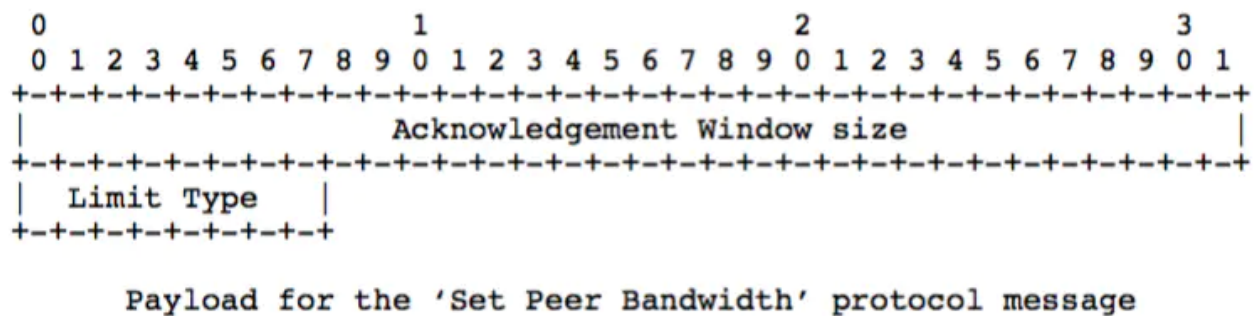 0                   1                   2                   3
 0 1 2 3 4 5 6 7 8 9 0 1 2 3 4 5 6 7 8 9 0 1 2 3 4 5 6 7 8 9 0 1
+-+-+-+-+-+-+-+-+-+-+-+-+-+-+-+-+-+-+-+-+-+-+-+-+-+-+-+-+-+-+-+-+
|                   Acknowledgement Window size                 |
+-+-+-+-+-+-+-+-+-+-+-+-+-+-+-+-+-+-+-+-+-+-+-+-+-+-+-+-+-+-+-+-+
|  Limit Type   |
+-+-+-+-+-+-+-+-+
Payload for the ‘Set Peer Bandwidth’ protocol message